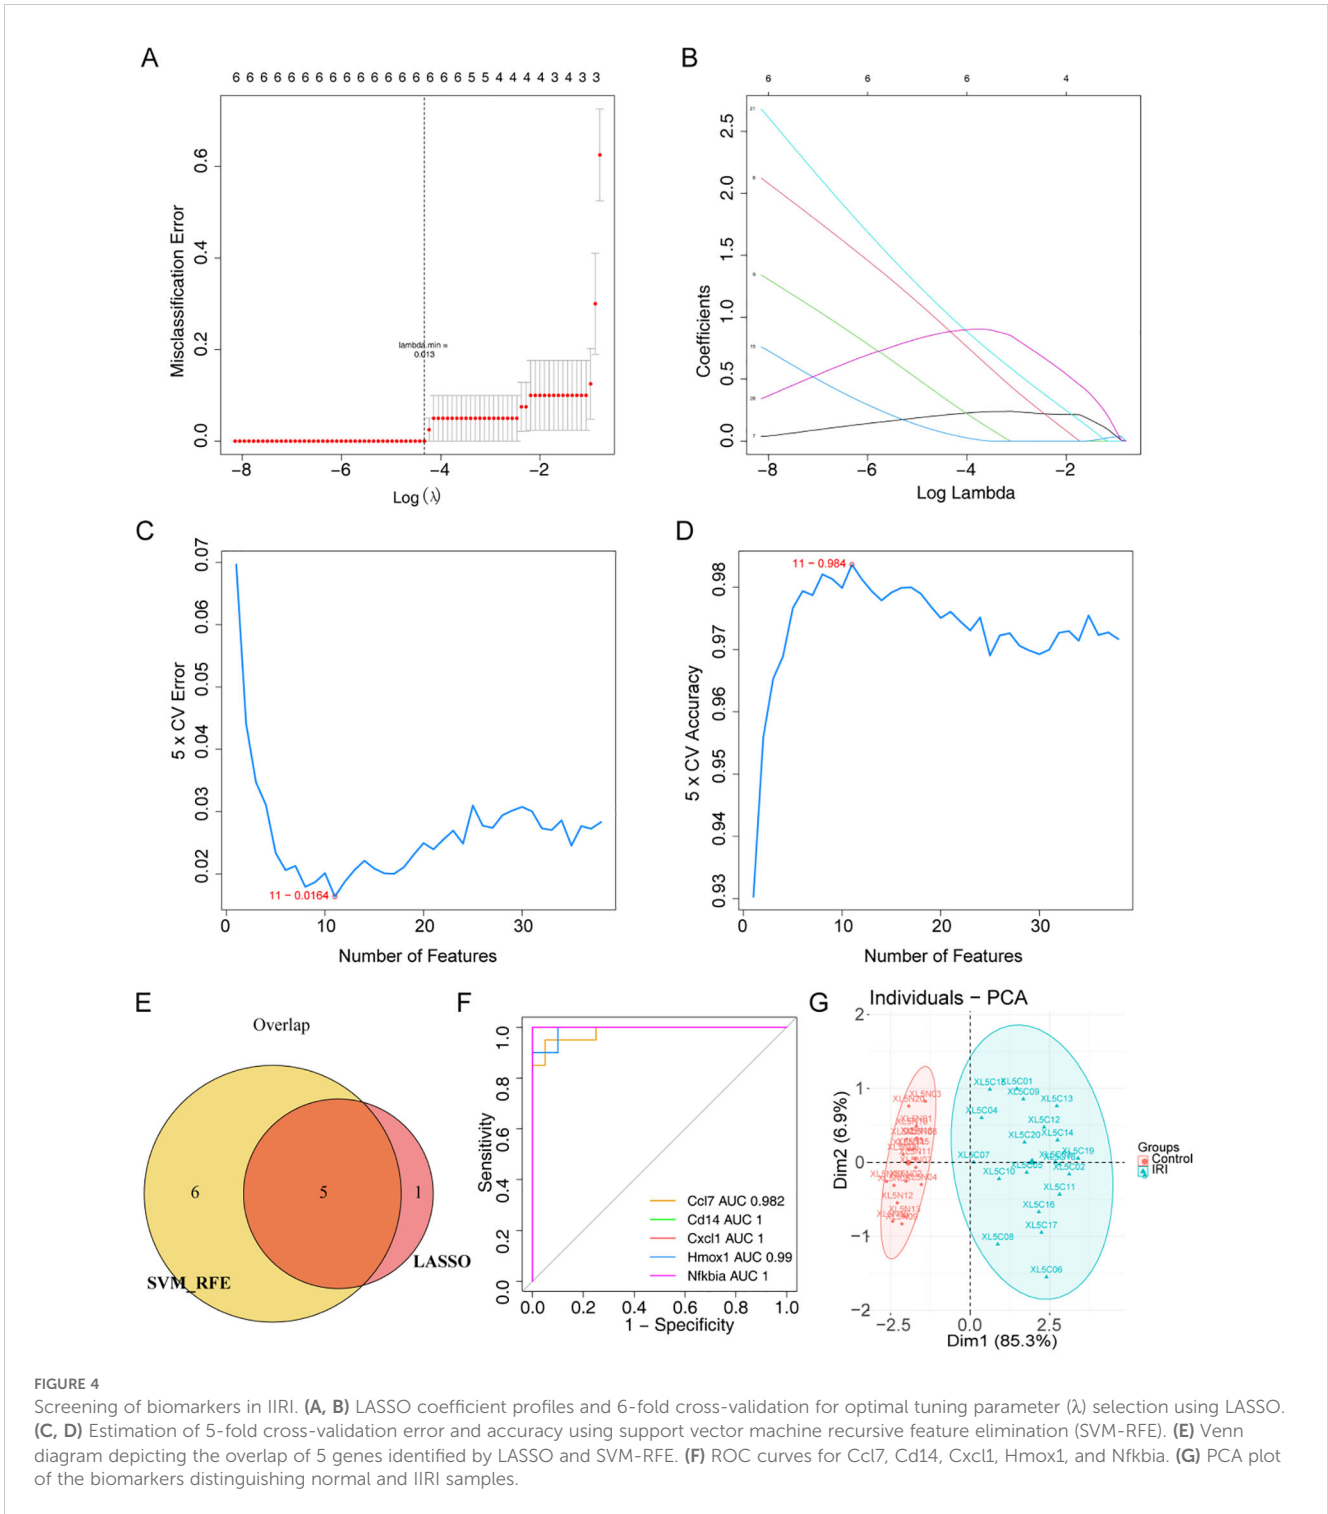 A
6 6 6 6 6 6 6 6 6 6 6 6 6 6 6 6 6 5 5 4 4 4 4 3 4 3 3
Misclassification Error
0.6
0.4
0.2
0.0
lambda.min =
0.013
−8 −6 −4 −2
Log (λ)
B
6 6 6 4
Coefficients
2.5
2.0
1.5
1.0
0.5
0.0
21
8
9
28
7
−8 −6 −4 −2
Log Lambda
C
5 x CV Error
0.07
0.06
0.05
0.04
0.03
0.02
11 − 0.0164
0 10 20 30
Number of Features
D
5 x CV Accuracy
0.98
0.97
0.96
0.95
0.94
0.93
11 − 0.984
0 10 20 30
Number of Features
E
Overlap
6 5 1
SVM_RFE
LASSO
F
Sensitivity
1.0
0.8
0.6
0.4
0.2
0.0
Ccl7 AUC 0.982
Cd14 AUC 1
Cxcl1 AUC 1
Hmox1 AUC 0.99
Nfkbia AUC 1
0.0 0.2 0.4 0.6 0.8 1.0
1 − Specificity
G
Individuals − PCA
Dim2 (6.9%)
2
1
0
−1
−2
XL5N20 XL5N03
XL5N01
XL5N11
XL5N04
XL5N12
XL5N13
XL5N09
XL5C01
XL5C09
XL5C13
XL5C04
XL5C12
XL5C20 XL5C14
XL5C19
XL5C07
XL5C05
XL5C02
XL5C10
XL5C11
XL5C16
XL5C17
XL5C08
XL5C06
−2.5 0.0 2.5
Dim1 (85.3%)
Groups
Control
IRI
FIGURE 4
Screening of biomarkers in IIRI. (A, B) LASSO coefficient profiles and 6-fold cross-validation for optimal tuning parameter (λ) selection using LASSO.
(C, D) Estimation of 5-fold cross-validation error and accuracy using support vector machine recursive feature elimination (SVM-RFE). (E) Venn
diagram depicting the overlap of 5 genes identified by LASSO and SVM-RFE. (F) ROC curves for Ccl7, Cd14, Cxcl1, Hmox1, and Nfkbia. (G) PCA plot
of the biomarkers distinguishing normal and IIRI samples.